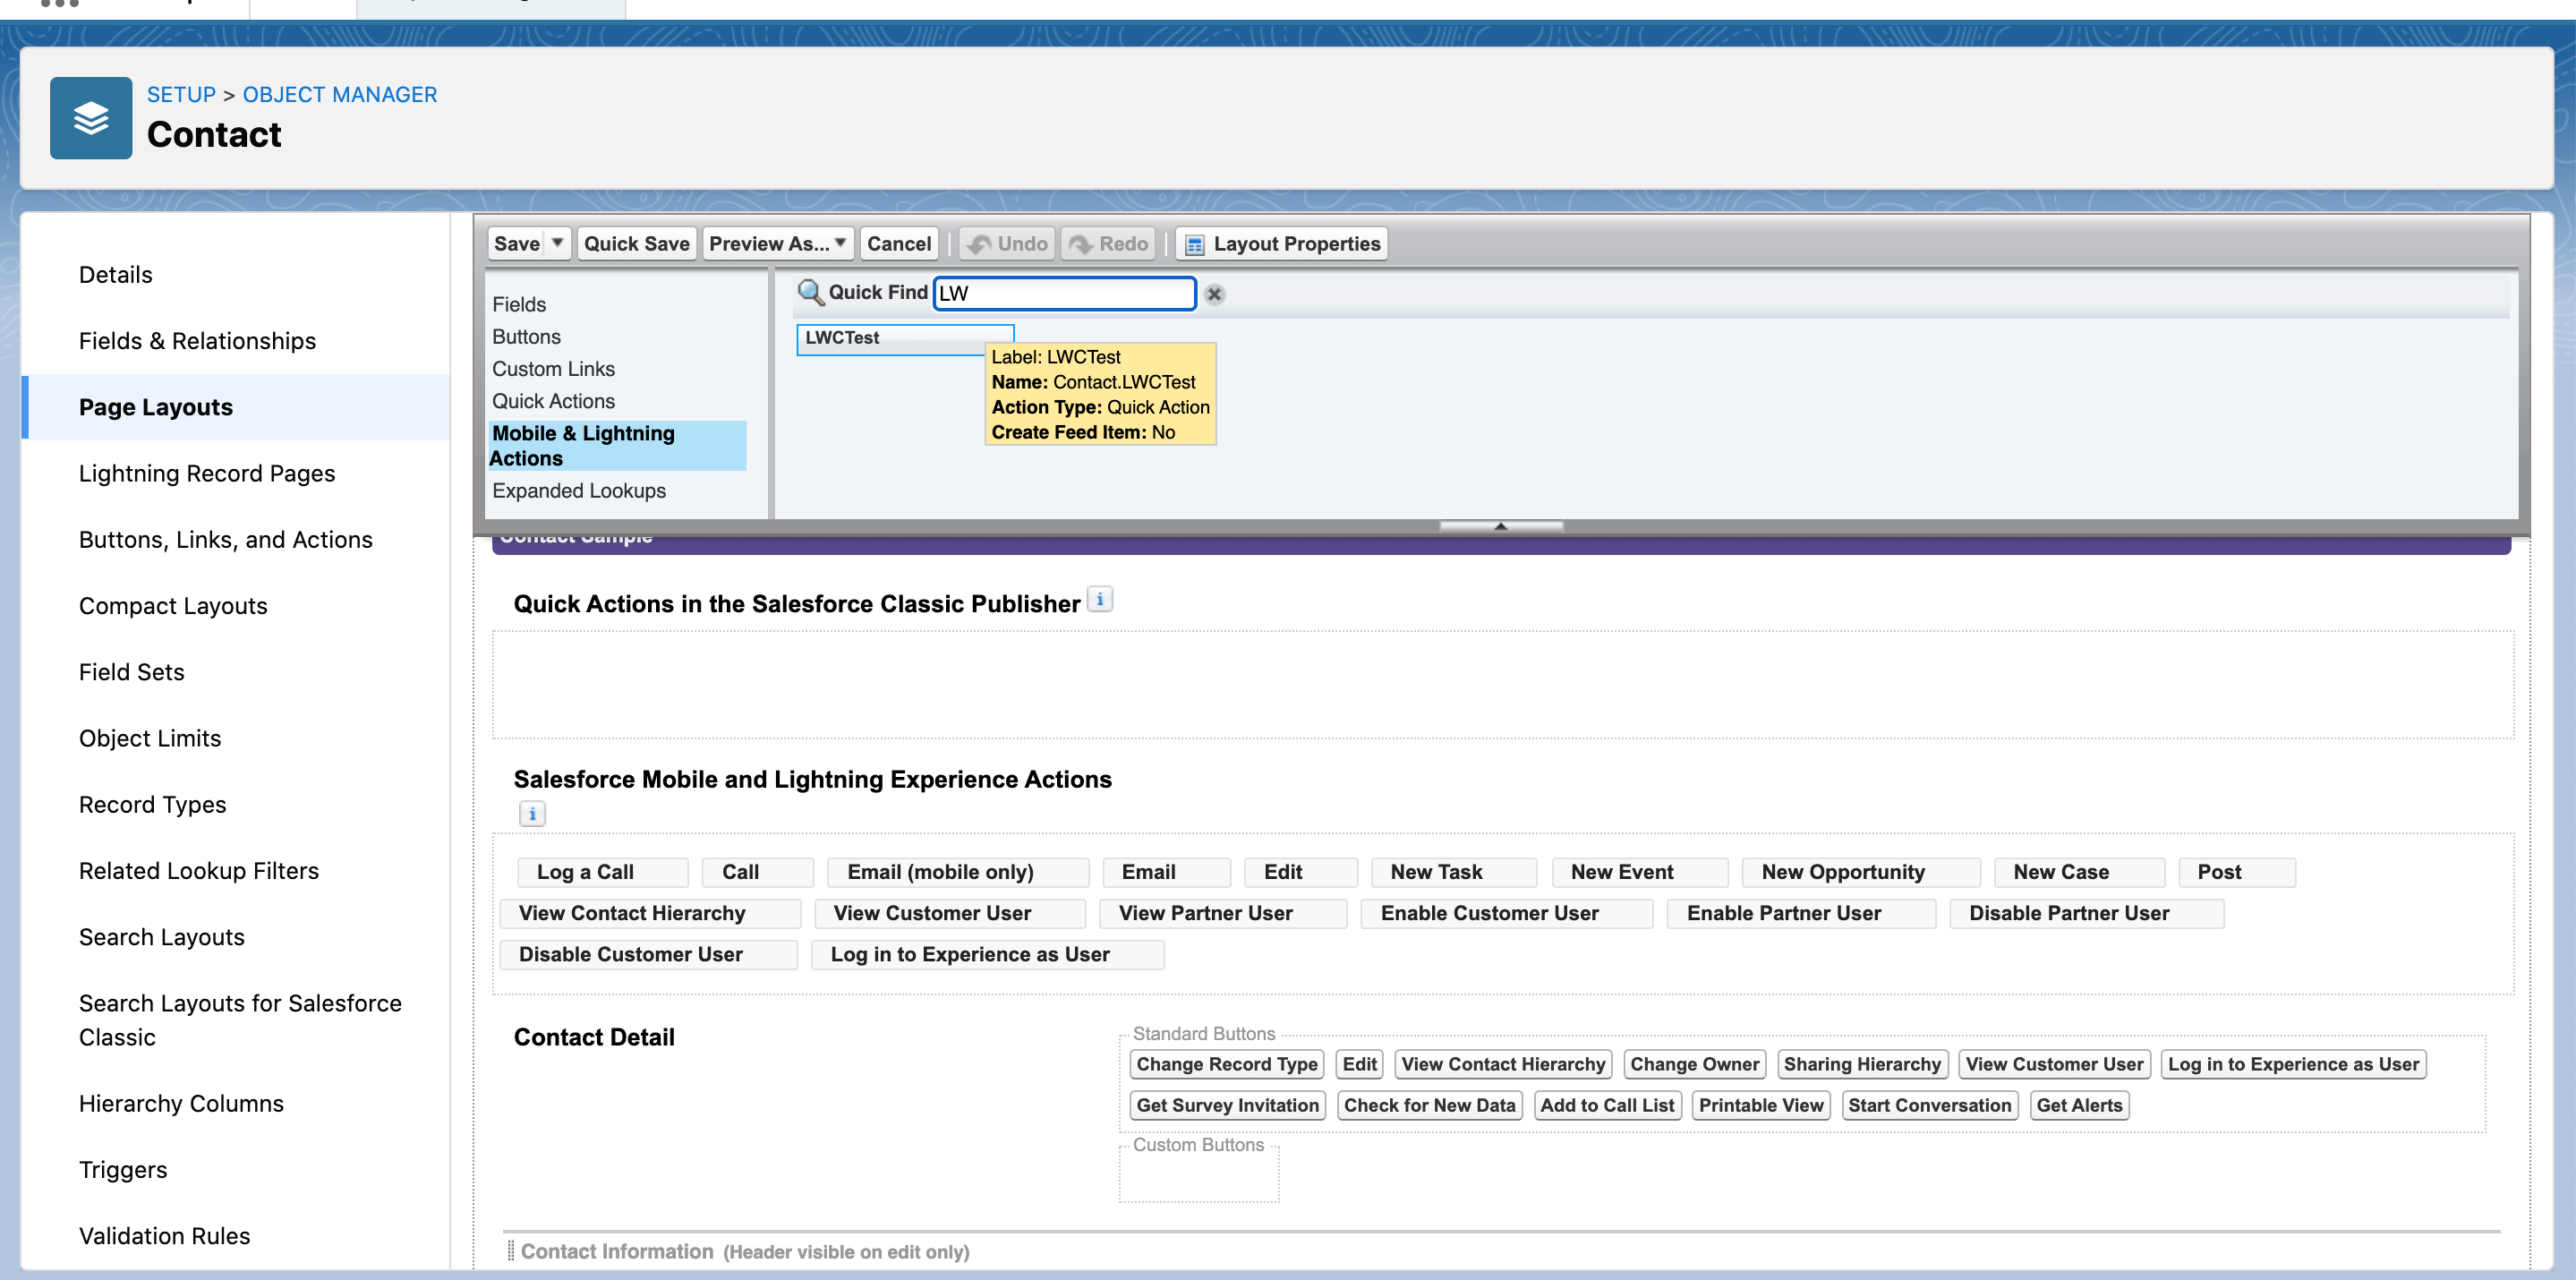 SETUP > OBJECT MANAGER
Contact
Details
Fields & Relationships
Page Layouts
Lightning Record Pages
Buttons, Links, and Actions
Compact Layouts
Field Sets
Object Limits
Record Types
Related Lookup Filters
Search Layouts
Search Layouts for Salesforce
Classic
Hierarchy Columns
Triggers
Validation Rules
Save Quick Save Preview As... Cancel Undo Redo Layout Properties
Fields
Buttons
Custom Links
Quick Actions
Mobile & Lightning
Actions
Expanded Lookups
Quick Find LW
LWCTest
Label: LWCTest
Name: Contact.LWCTest
Action Type: Quick Action
Create Feed Item: No
Contact Sample
Quick Actions in the Salesforce Classic Publisher i
Salesforce Mobile and Lightning Experience Actions
i
Log a Call Call Email (mobile only) Email Edit New Task New Event New Opportunity New Case Post
View Contact Hierarchy View Customer User View Partner User Enable Customer User Enable Partner User Disable Partner User
Disable Customer User Log in to Experience as User
Contact Detail
Standard Buttons
Change Record Type Edit View Contact Hierarchy Change Owner Sharing Hierarchy View Customer User Log in to Experience as User
Get Survey Invitation Check for New Data Add to Call List Printable View Start Conversation Get Alerts
Custom Buttons
Contact Information (Header visible on edit only)